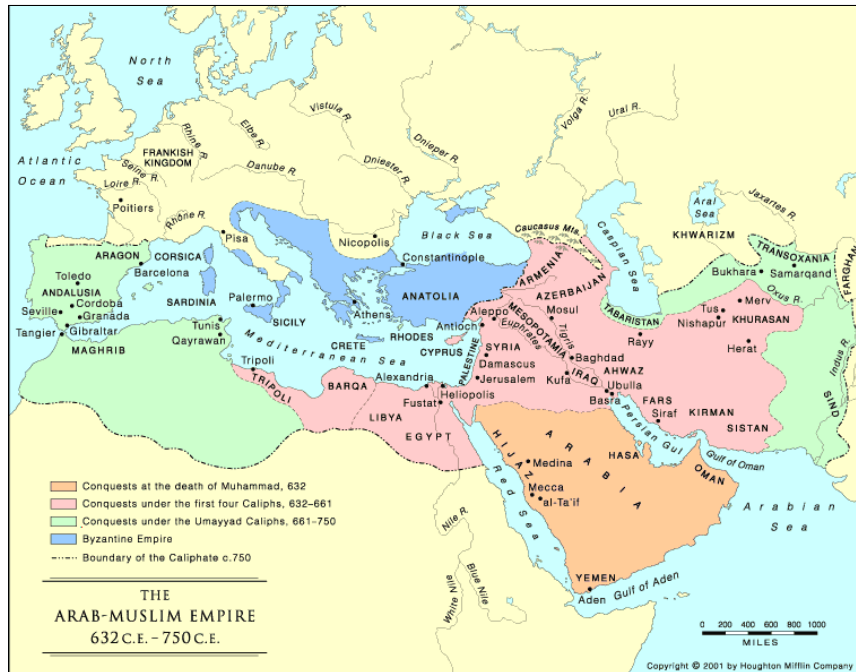 North
Sea
Atlantic
Ocean
FRANKISH
KINGDOM
Rhine R.
Elbe R.
Vistula R.
Seine R.
Loire R.
Poitiers
Rhône R.
Danube R.
Dniester R.
Dnieper R.
Volga R.
Ural R.
Aral
Sea
Jaxartes R.
KHWARIZM
Caspian Sea
Caucasus Mts.
Black Sea
Nicopolis
Constantinople
Pisa
ARAGON
CORSICA
Barcelona
Toledo
ANDALUSIA
Cordoba
Seville
Granada
Tangier
Gibraltar
MAGHRIB
SARDINIA
Palermo
SICILY
Tunis
Qayrawan
Mediterranean Sea
Athens
CRETE
RHODES
CYPRUS
ANATOLIA
ARMENIA
AZERBAIJAN
TRANSOXANIA
Bukhara
Samarqand
FARGHAN
Oxus R.
TABARISTAN
Rayy
Merv
Tus
Nishapur
KHURASAN
Herat
Aleppo
Antioch
Mosul
MESOPOTAMIA
Euphrates
Tigris
SYRIA
Damascus
PALESTINE
Jerusalem
Baghdad
Kufa
IRAQ
AHWAZ
Ubulla
Basra
FARS
Siraf
KIRMAN
SISTAN
SIND
Indus R.
Tripoli
TRIPOLI
BARQA
LIBYA
Alexandria
Heliopolis
Fustat
EGYPT
Persian Gul
Gulf of Oman
HASA
OMAN
ARABIA
HIJAZ
Medina
Mecca
al-Ta'if
Red Sea
YEMEN
Aden
Gulf of Aden
Arabian
Sea
Nile R.
White Nile
Blue Nile
Conquests at the death of Muhammad, 632
Conquests under the first four Caliphs, 632–661
Conquests under the Umayyad Caliphs, 661–750
Byzantine Empire
Boundary of the Caliphate c.750
THE
ARAB-MUSLIM EMPIRE
632 C.E. – 750 C.E.
0 200 400 600 800 1000
MILES
Copyright © 2001 by Houghton Mifflin Company